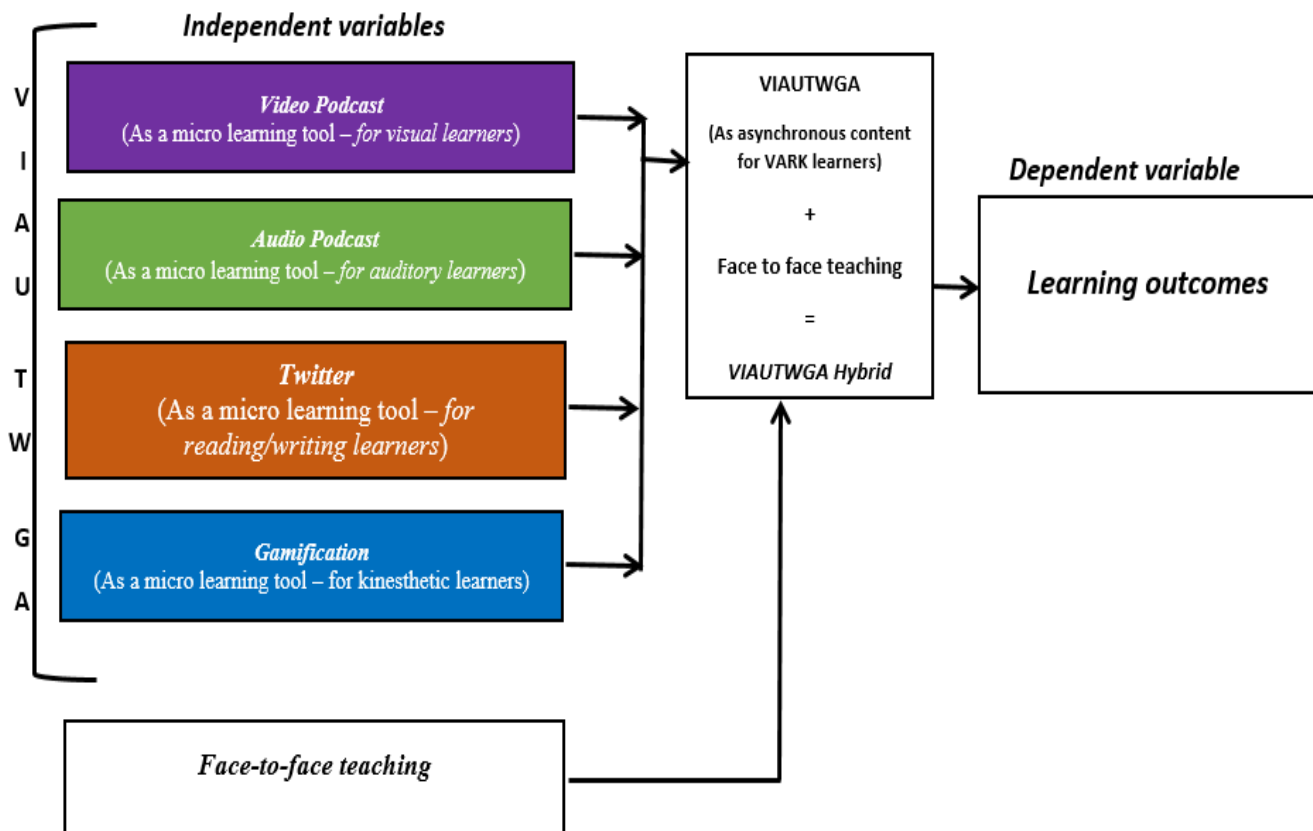 Independent variables
V
I
A
U
T
W
G
A
Video Podcast
(As a micro learning tool – for visual learners)
Audio Podcast
(As a micro learning tool – for auditory learners)
Twitter
(As a micro learning tool – for
reading/writing learners)
Gamification
(As a micro learning tool – for kinesthetic learners)
Face-to-face teaching
VIAUTWGA
(As asynchronous content
for VARK learners)
+
Face to face teaching
=
VIAUTWGA Hybrid
Dependent variable
Learning outcomes